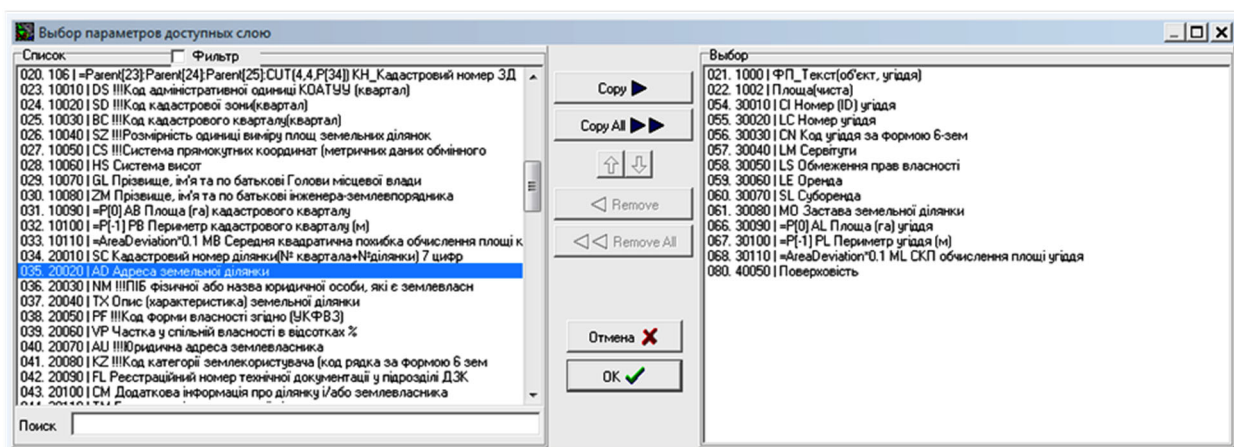 Выбор параметров доступных слою
Список
Фильтр
020. 106 | =Parent[23]:Parent[24]:Parent[25]:CUT(4,4,P[34]) КН_Кадастровий номер ЗД
023. 10010 | DS !!!Код адміністративної одиниці КОАТУУ (квартал)
024. 10020 | SD !!!Код кадастрової зони(квартал)
025. 10030 | BC !!!Код кадастрового кварталу(квартал)
026. 10040 | SZ !!!Розмірність одиниці виміру площ земельних ділянок
027. 10050 | CS !!!Система прямокутних координат (метричних даних обмінного
028. 10060 | HS Система висот
029. 10070 | GL Прізвище, ім'я та по батькові Голови місцевої влади
030. 10080 | ZM Прізвище, ім'я та по батькові інженера-землевпорядника
031. 10090 | =P[0] AB Площа (га) кадастрового кварталу
032. 10100 | =P[-1] PB Периметр кадастрового кварталу (м)
033. 10110 | =AreaDeviation*0.1 MB Середня квадратична похибка обчислення площі к
034. 20010 | SC Кадастровий номер ділянки(№ квартала+№ділянки) 7 цифр
035. 20020 | AD Адреса земельної ділянки
036. 20030 | NM !!!ПІБ фізичної або назва юридичної особи, які є землевласн
037. 20040 | TX Опис (характеристика) земельної ділянки
038. 20050 | PF !!!Код форми власності згідно (УКФВЗ)
039. 20060 | VP Частка у спільній власності в відсотках %
040. 20070 | AU !!!Юридична адреса землевласника
041. 20080 | KZ !!!Код категорії землекористувача (код рядка за формою 6 зем
042. 20090 | FL Реєстраційний номер технічної документації у підрозділі ДЗК
043. 20100 | CM Додаткова інформація про ділянку і/або землевласника
Поиск
Copy
Copy All
Remove
Remove All
Отмена
OK
Выбор
021. 1000 | ФП_Текст(об'єкт, угіддя)
022. 1002 | Площа(чиста)
054. 30010 | CI Номер (ID) угіддя
055. 30020 | LC Номер угіддя
056. 30030 | CN Код угіддя за формою 6-зем
057. 30040 | LM Сервітути
058. 30050 | LS Обмеження прав власності
059. 30060 | LE Оренда
060. 30070 | SL Суборенда
061. 30080 | MO Застава земельної ділянки
066. 30090 | =P[0] AL Площа (га) угіддя
067. 30100 | =P[-1] PL Периметр угіддя (м)
068. 30110 | =AreaDeviation*0.1 ML СКП обчислення площі угіддя
080. 40050 | Поверховість